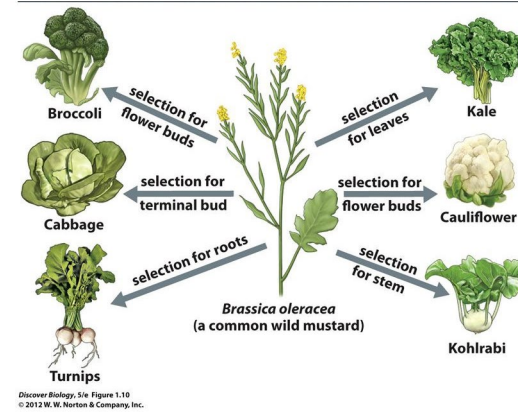 Broccoli
selection for
flower buds
selection
for leaves
Kale
Cabbage
selection for
terminal bud
selection for
flower buds
Cauliflower
selection for roots
selection
for stem
Turnips
Brassica oleracea
(a common wild mustard)
Kohlrabi
Discover Biology, 5/e Figure 1.10
© 2012 W. W. Norton & Company, Inc.